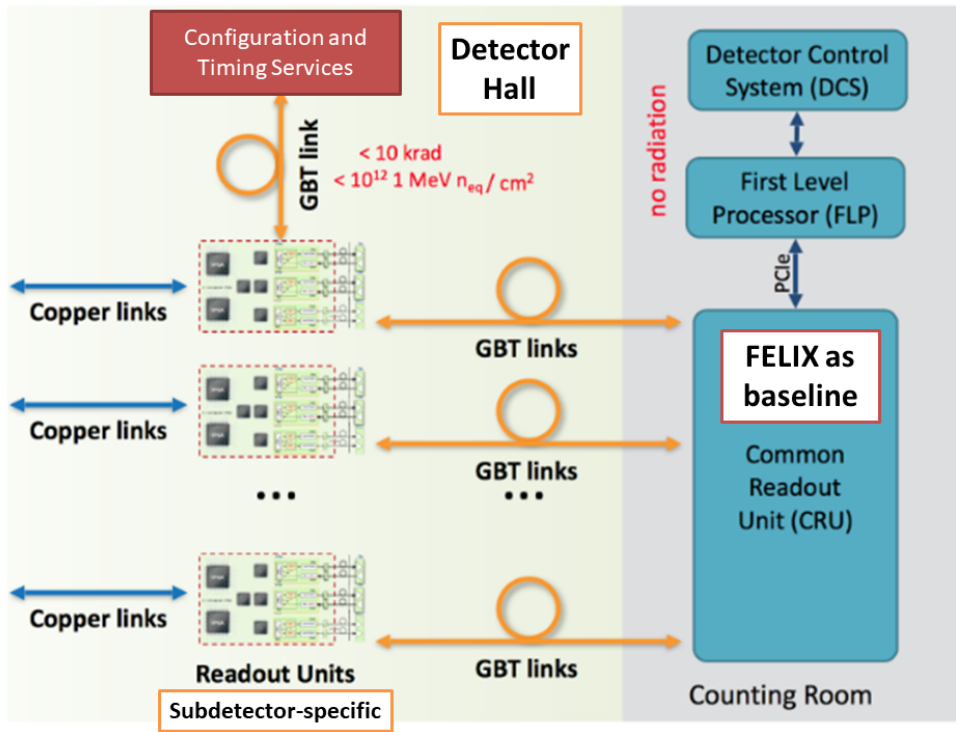 Configuration and
Timing Services
Detector
Hall
Detector Control
System (DCS)
no radiation
GBT link
< 10 krad
< 10¹² 1 MeV n_eq / cm²
First Level
Processor (FLP)
PCIe
Copper links
GBT links
FELIX as
baseline
Copper links
GBT links
Common
Readout
Unit (CRU)
...
...
Copper links
GBT links
Readout Units
Subdetector-specific
Counting Room